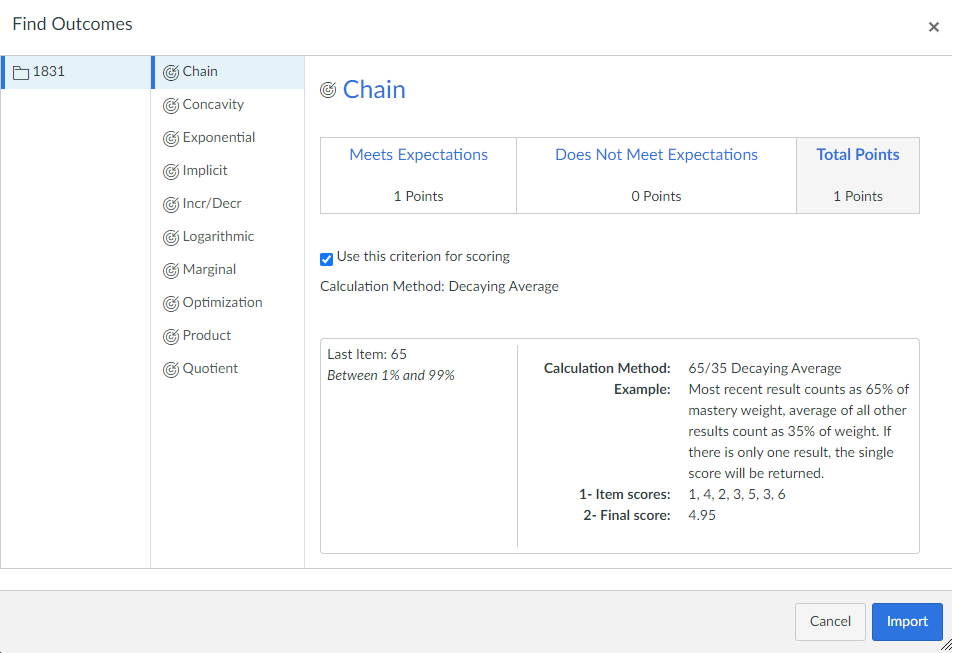 Find Outcomes
×
1831
Chain
Concavity
Exponential
Implicit
Incr/Decr
Logarithmic
Marginal
Optimization
Product
Quotient
Chain
Meets Expectations Does Not Meet Expectations Total Points
1 Points 0 Points 1 Points
Use this criterion for scoring
Calculation Method: Decaying Average
Last Item: 65
Between 1% and 99%
Calculation Method: 65/35 Decaying Average
Example: Most recent result counts as 65% of
mastery weight, average of all other
results count as 35% of weight. If
there is only one result, the single
score will be returned.
1- Item scores: 1, 4, 2, 3, 5, 3, 6
2- Final score: 4.95
Cancel Import